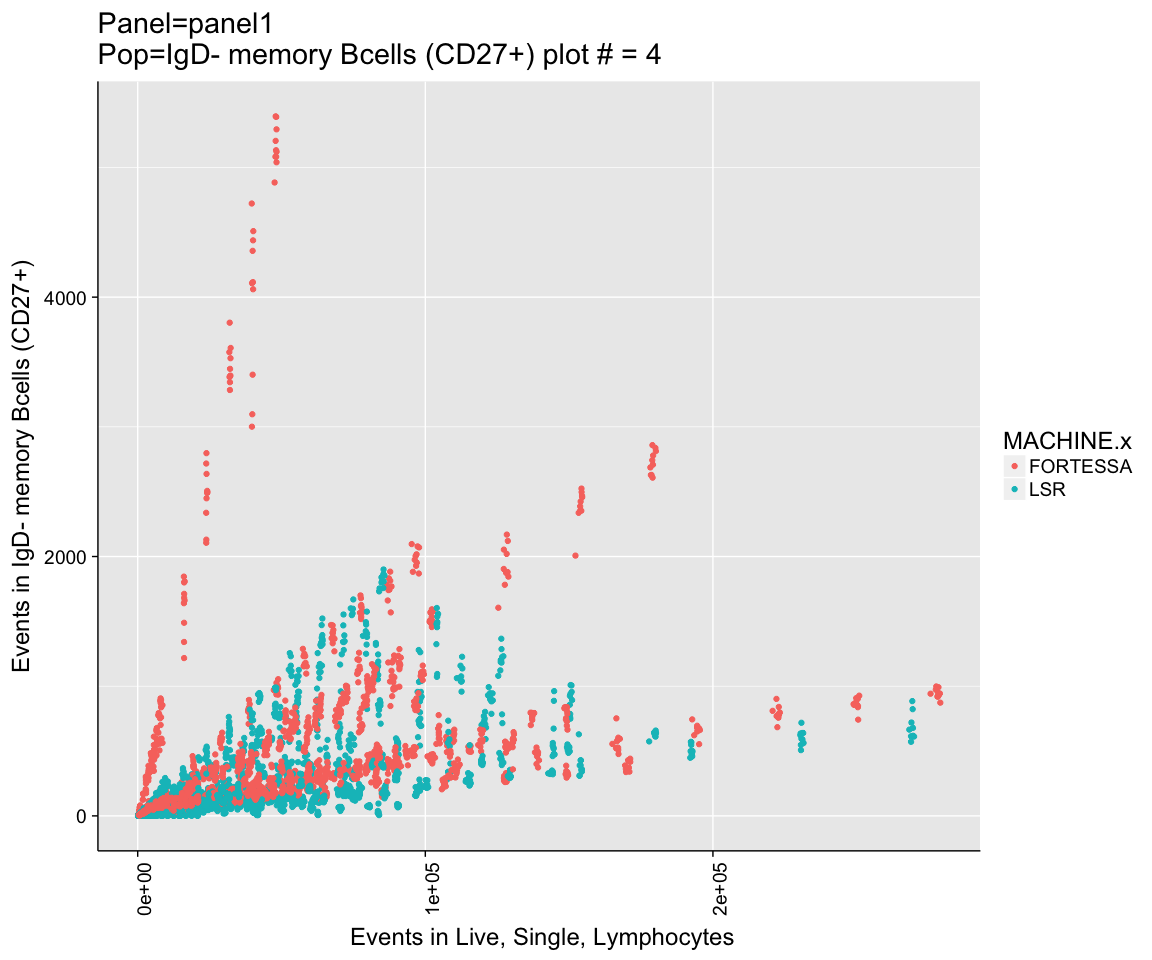 Panel=panel1
Pop=IgD- memory Bcells (CD27+) plot # = 4
Events in IgD- memory Bcells (CD27+)
4000
2000
0
0e+00
1e+05
2e+05
Events in Live, Single, Lymphocytes
MACHINE.x
FORTESSA
LSR